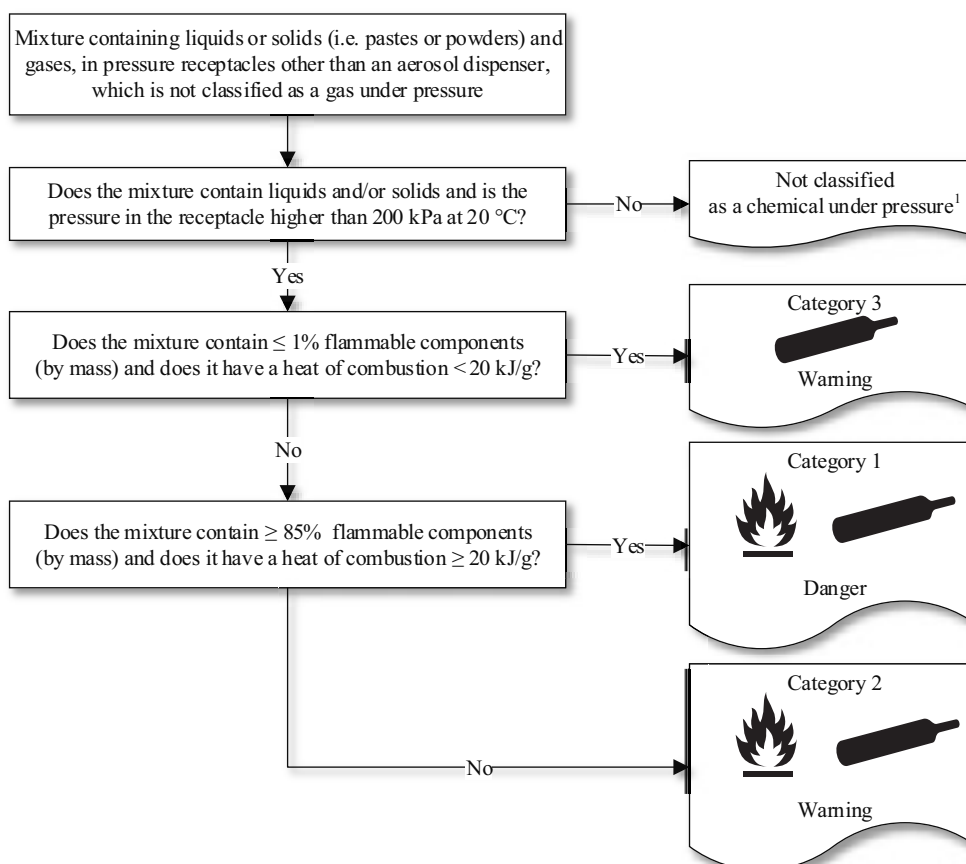 Mixture containing liquids or solids (i.e. pastes or powders) and
gases, in pressure receptacles other than an aerosol dispenser,
which is not classified as a gas under pressure
Does the mixture contain liquids and/or solids and is the
pressure in the receptacle higher than 200 kPa at 20 °C?
No
Not classified
as a chemical under pressure¹
Yes
Does the mixture contain ≤ 1% flammable components
(by mass) and does it have a heat of combustion < 20 kJ/g?
Yes
Category 3
Warning
No
Does the mixture contain ≥ 85% flammable components
(by mass) and does it have a heat of combustion ≥ 20 kJ/g?
Yes
Category 1
Danger
No
Category 2
Warning